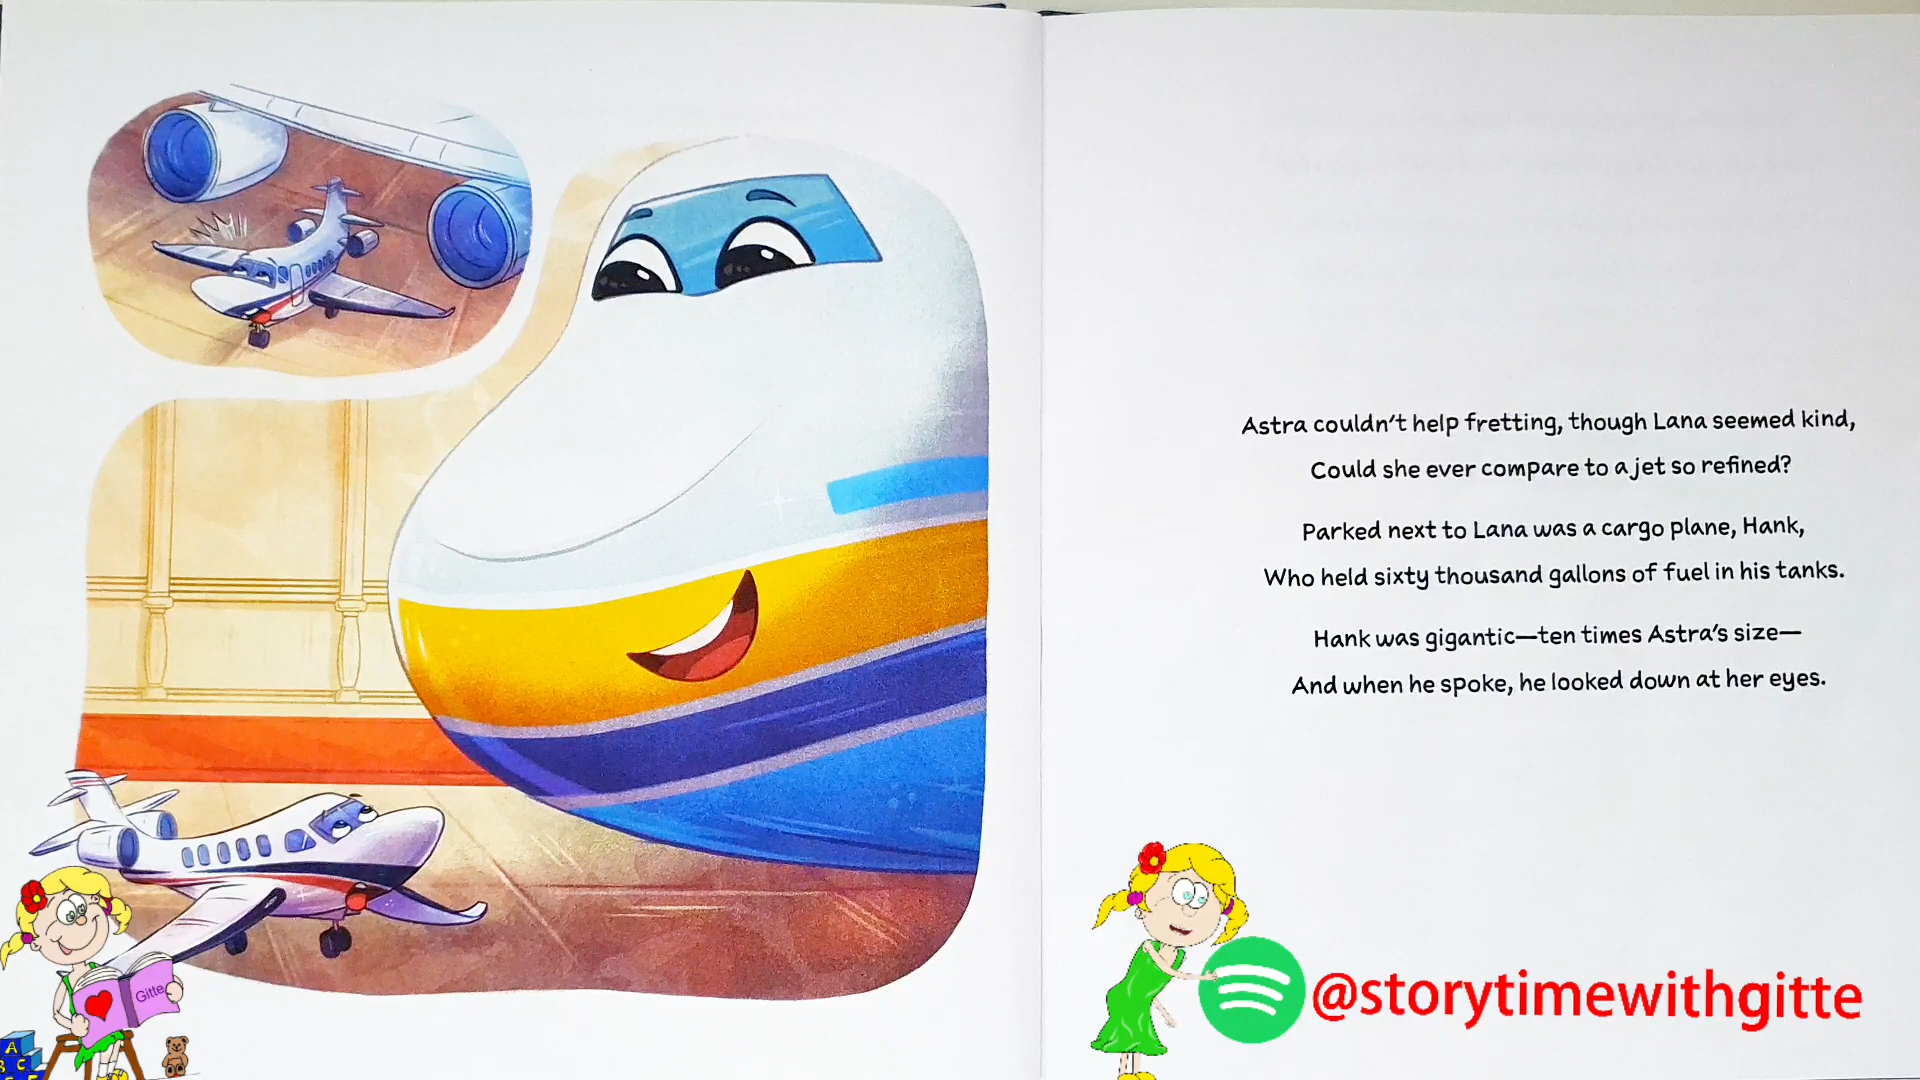 Astra couldn't help fretting, though Lana seemed kind,
Could she ever compare to a jet so refined?
Parked next to Lana was a cargo plane, Hank,
Who held sixty thousand gallons of fuel in his tanks.
Hank was gigantic—ten times Astra's size—
And when he spoke, he looked down at her eyes.
Gitte
A
B C
@storytimewithgitte